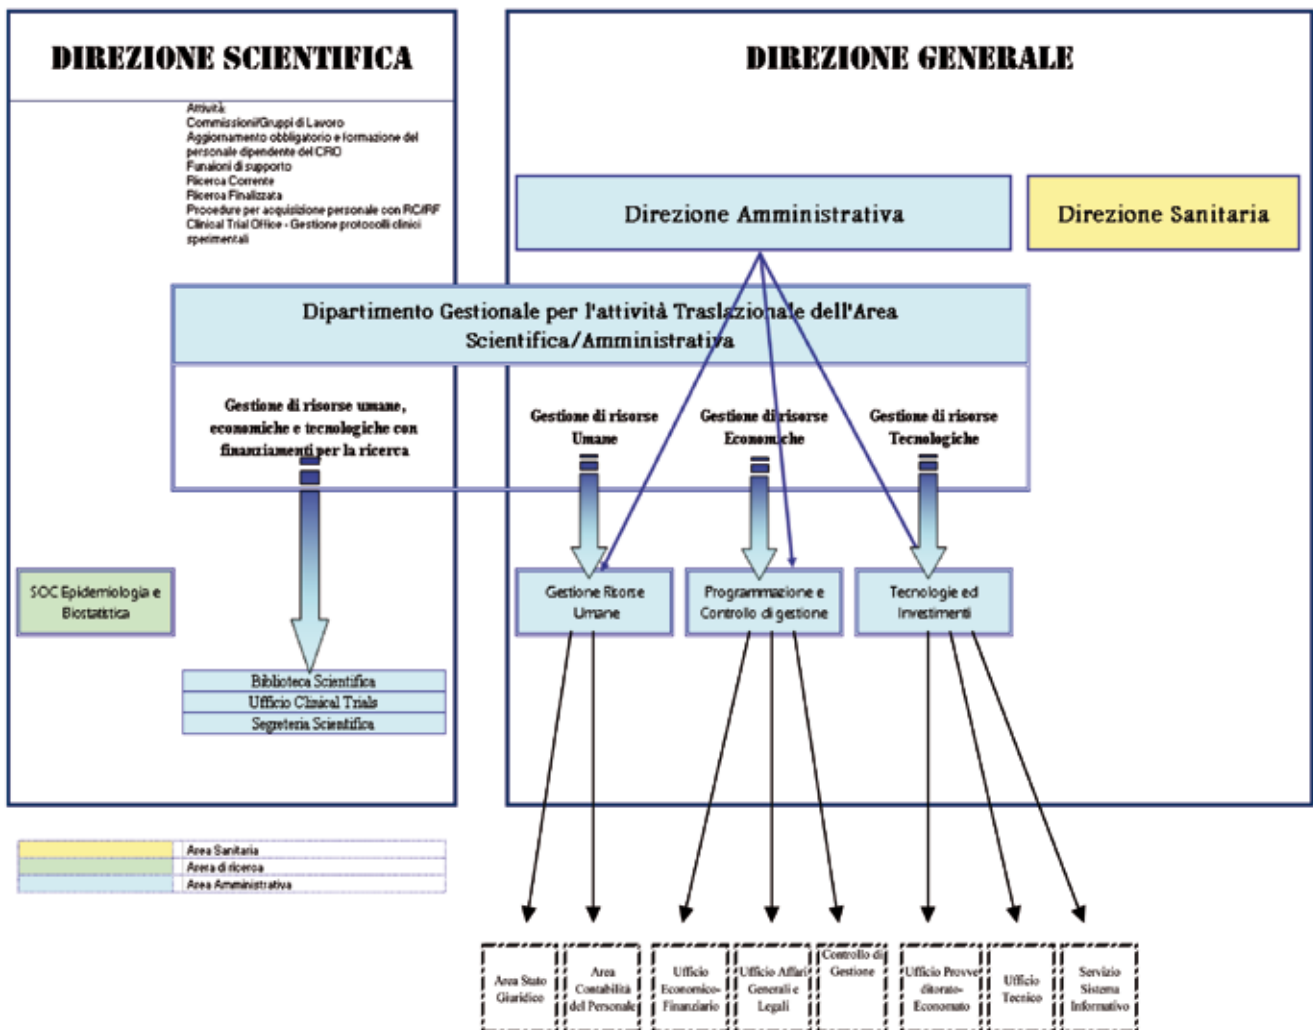 DIREZIONE SCIENTIFICA
Attività:
Commissioni/Gruppi di Lavoro
Aggiornamento obbligatorio e formazione del
personale dipendente del CRO
Funaioni di supporto
Ricerca Corrente
Ricerca Finalizzata
Procedure per acquisizione personale con RC/RF
Clinical Trial Office - Gestione protocolli clinici
sperimentali
DIREZIONE GENERALE
Direzione Amministrativa
Direzione Sanitaria
Dipartimento Gestionale per l'attività Traslazionale dell'Area
Scientifica/Amministrativa
Gestione di risorse umane,
economiche e tecnologiche con
finanziamenti per la ricerca
Gestione di risorse
Umane
Gestione di risorse
Economiche
Gestione di risorse
Tecnologiche
SOC Epidemiologia e
Biostatistica
Gestione Risorse
Umane
Programmazione e
Controllo di gestione
Tecnologie ed
Investimenti
Biblioteca Scientifica
Ufficio Clinical Trials
Segreteria Scientifica
Area Sanitaria
Arera di ricerca
Area Amministrativa
Area Stato
Giuridico
Area
Contabilità
del Personale
Ufficio
Economico-
Finanziario
Ufficio Affari
Generali e
Legali
Controllo di
Gestione
Ufficio Provve
ditorato-
Economato
Ufficio
Tecnico
Servizio
Sistema
Informativo